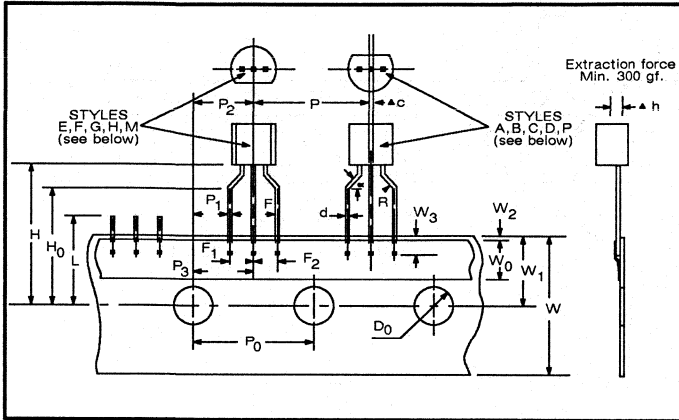 Extraction force
Min. 300 gf.
▲ h
P₂
P
▲c
STYLES
E, F, G, H, M
(see below)
STYLES
A, B, C, D, P
(see below)
P₁
F
d
R
W₃
W₂
H
H₀
L
F₁
F₂
P₃
W₀
W₁
W
D₀
P₀